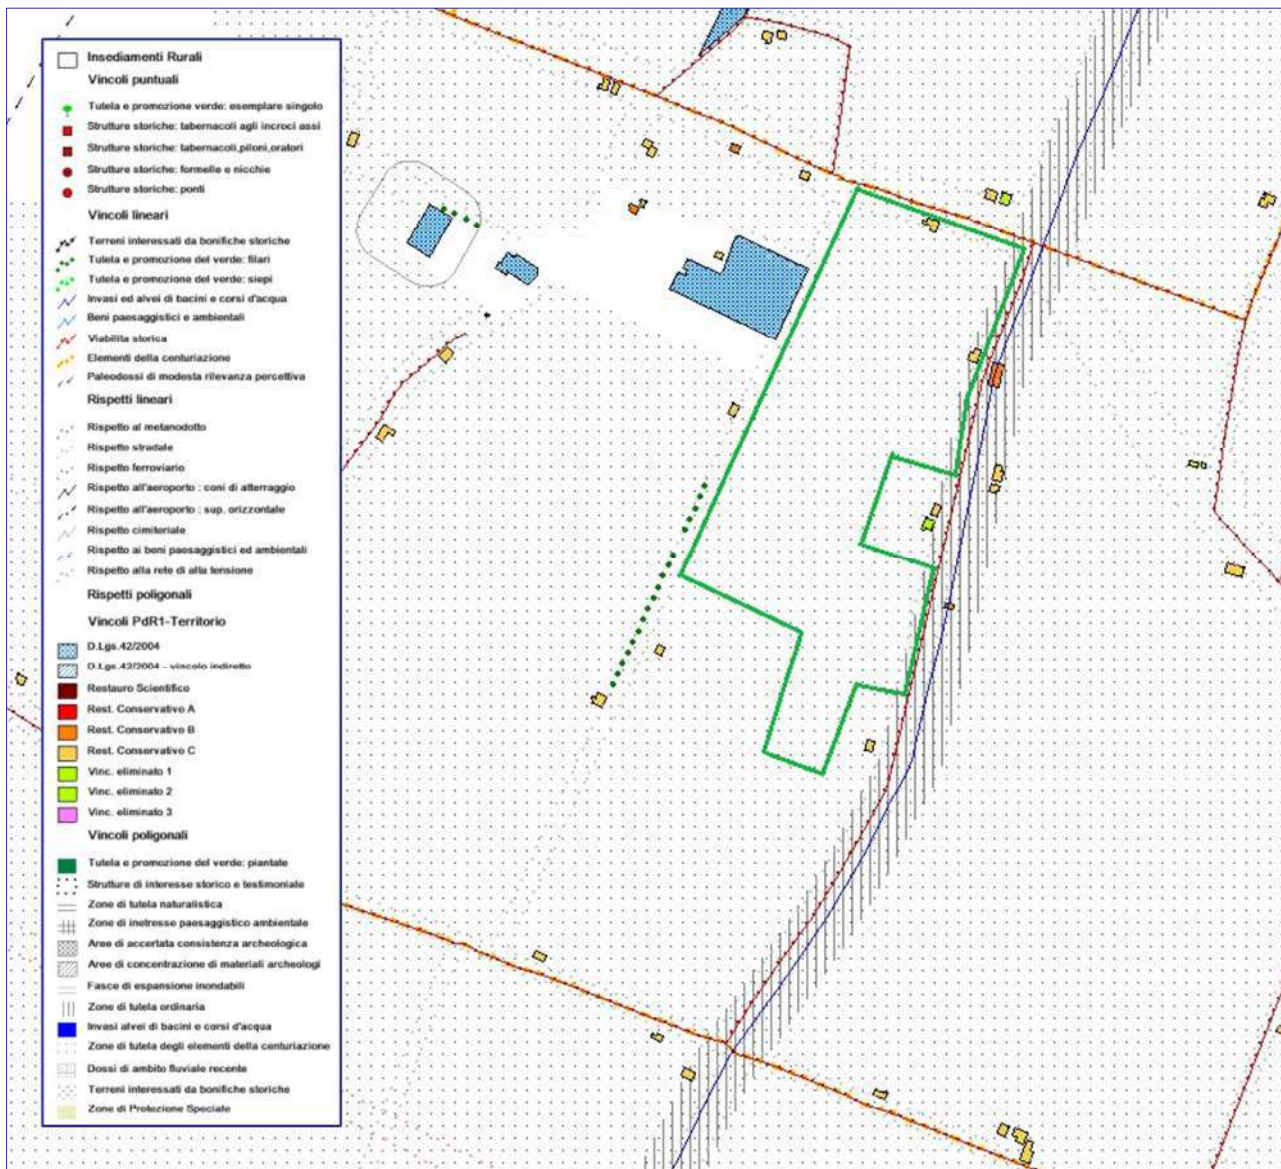 Insediamenti Rurali
Vincoli puntuali
Tutela e promozione verde: esemplare singolo
Strutture storiche: tabernacoli agli incroci assi
Strutture storiche: tabernacoli,piloni,oratori
Strutture storiche: formelle e nicchie
Strutture storiche: ponti
Vincoli lineari
Terreni interessati da bonifiche storiche
Tutela e promozione del verde: filari
Tutela e promozione del verde: siepi
Invasi ed alvei di bacini e corsi d'acqua
Beni paesaggistici e ambientali
Viabilita storica
Elementi della centuriazione
Paleodossi di modesta rilevanza percettiva
Rispetti lineari
Rispetto al metanodotto
Rispetto stradale
Rispetto ferroviario
Rispetto all'aeroporto : coni di atterraggio
Rispetto all'aeroporto : sup. orizzontale
Rispetto cimiteriale
Rispetto ai beni paesaggistici ed ambientali
Rispetto alla rete di alta tensione
Rispetti poligonali
Vincoli PdR1-Territorio
D.Lgs.42/2004
D.Lgs.42/2004 - vincolo indiretto
Restauro Scientifico
Rest. Conservativo A
Rest. Conservativo B
Rest. Conservativo C
Vinc. eliminato 1
Vinc. eliminato 2
Vinc. eliminato 3
Vincoli poligonali
Tutela e promozione del verde: piantate
Strutture di interesse storico e testimoniale
Zone di tutela naturalistica
Zone di inetresse paesaggistico ambientale
Aree di accertata consistenza archeologica
Aree di concentrazione di materiali archeologi
Fasce di espansione inondabili
Zone di tutela ordinaria
Invasi alvei di bacini e corsi d'acqua
Zone di tutela degli elementi della centuriazione
Dossi di ambito fluviale recente
Terreni interessati da bonifiche storiche
Zone di Protezione Speciale